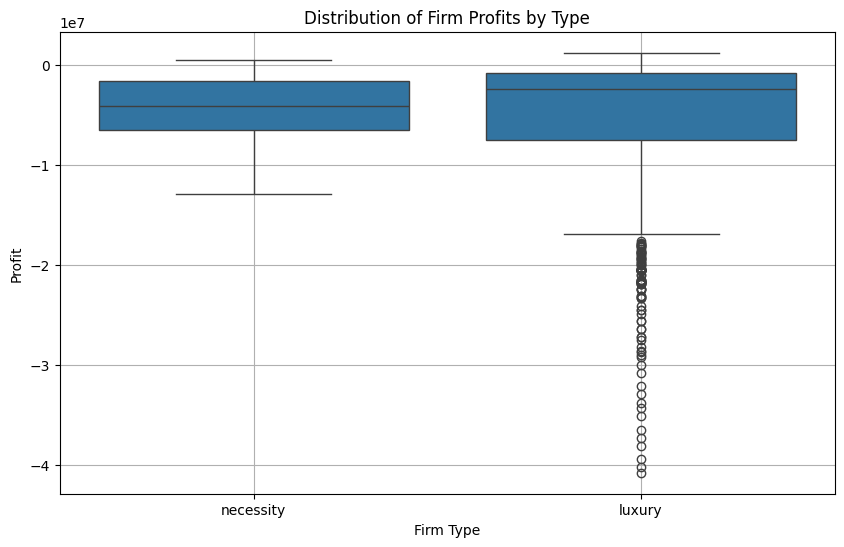 Distribution of Firm Profits by Type
1e7
0
−1
−2
−3
−4
Profit
necessity
luxury
Firm Type